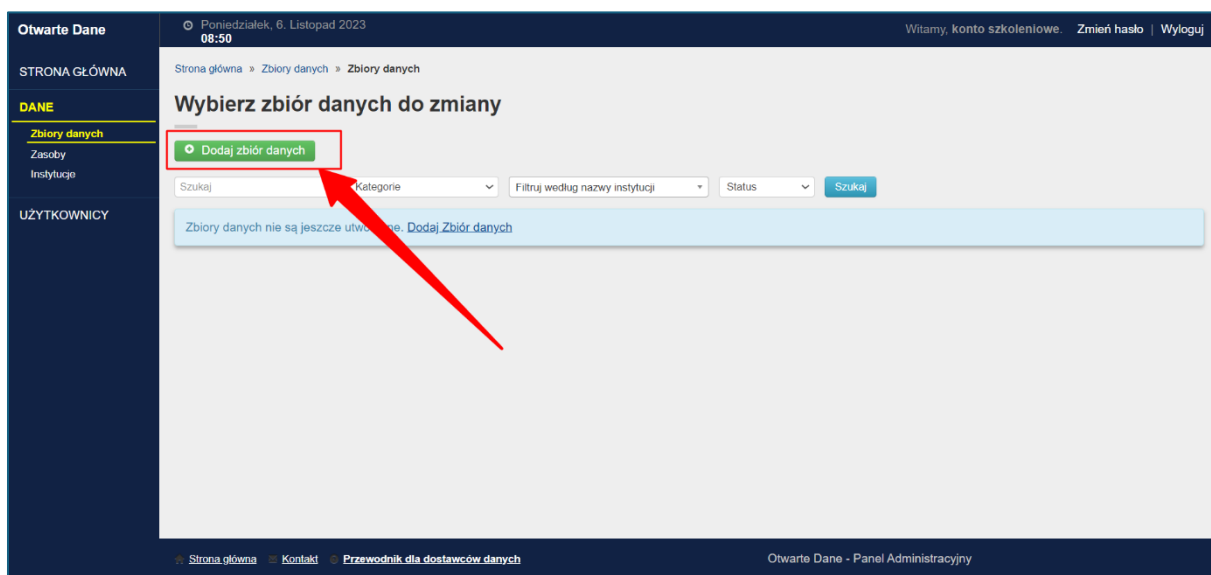 Otwarte Dane
Poniedziałek, 6. Listopad 2023
08:50
Witamy, konto szkoleniowe. Zmień hasło | Wyloguj
STRONA GŁÓWNA
DANE
Zbiory danych
Zasoby
Instytucje
UŻYTKOWNICY
Strona główna » Zbiory danych » Zbiory danych
Wybierz zbiór danych do zmiany
Dodaj zbiór danych
Szukaj Kategorie Filtruj według nazwy instytucji Status Szukaj
Zbiory danych nie są jeszcze Dodaj Zbiór danych
Strona główna Kontakt Przewodnik dla dostawców danych
Otwarte Dane - Panel Administracyjny